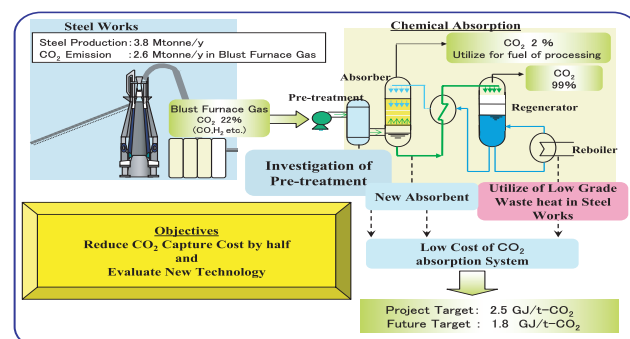 Steel Works
Steel Production:3.8 Mtonne/y
CO₂ Emission :2.6 Mtonne/y in Blust Furnace Gas
Blust Furnace Gas
CO₂ 22%
(CO,H₂ etc.)
Chemical Absorption
CO₂ 2 %
Utilize for fuel of processing
CO₂
99%
Absorber
Pre-treatment
Regenerator
Reboiler
Investigation of
Pre-treatment
New Absorbent
Utilize of Low Grade
Waste heat in Steel
Works
Objectives
Reduce CO₂ Capture Cost by half
and
Evaluate New Technology
Low Cost of CO₂
absorption System
Project Target: 2.5 GJ/t-CO₂
Future Target : 1.8 GJ/t-CO₂